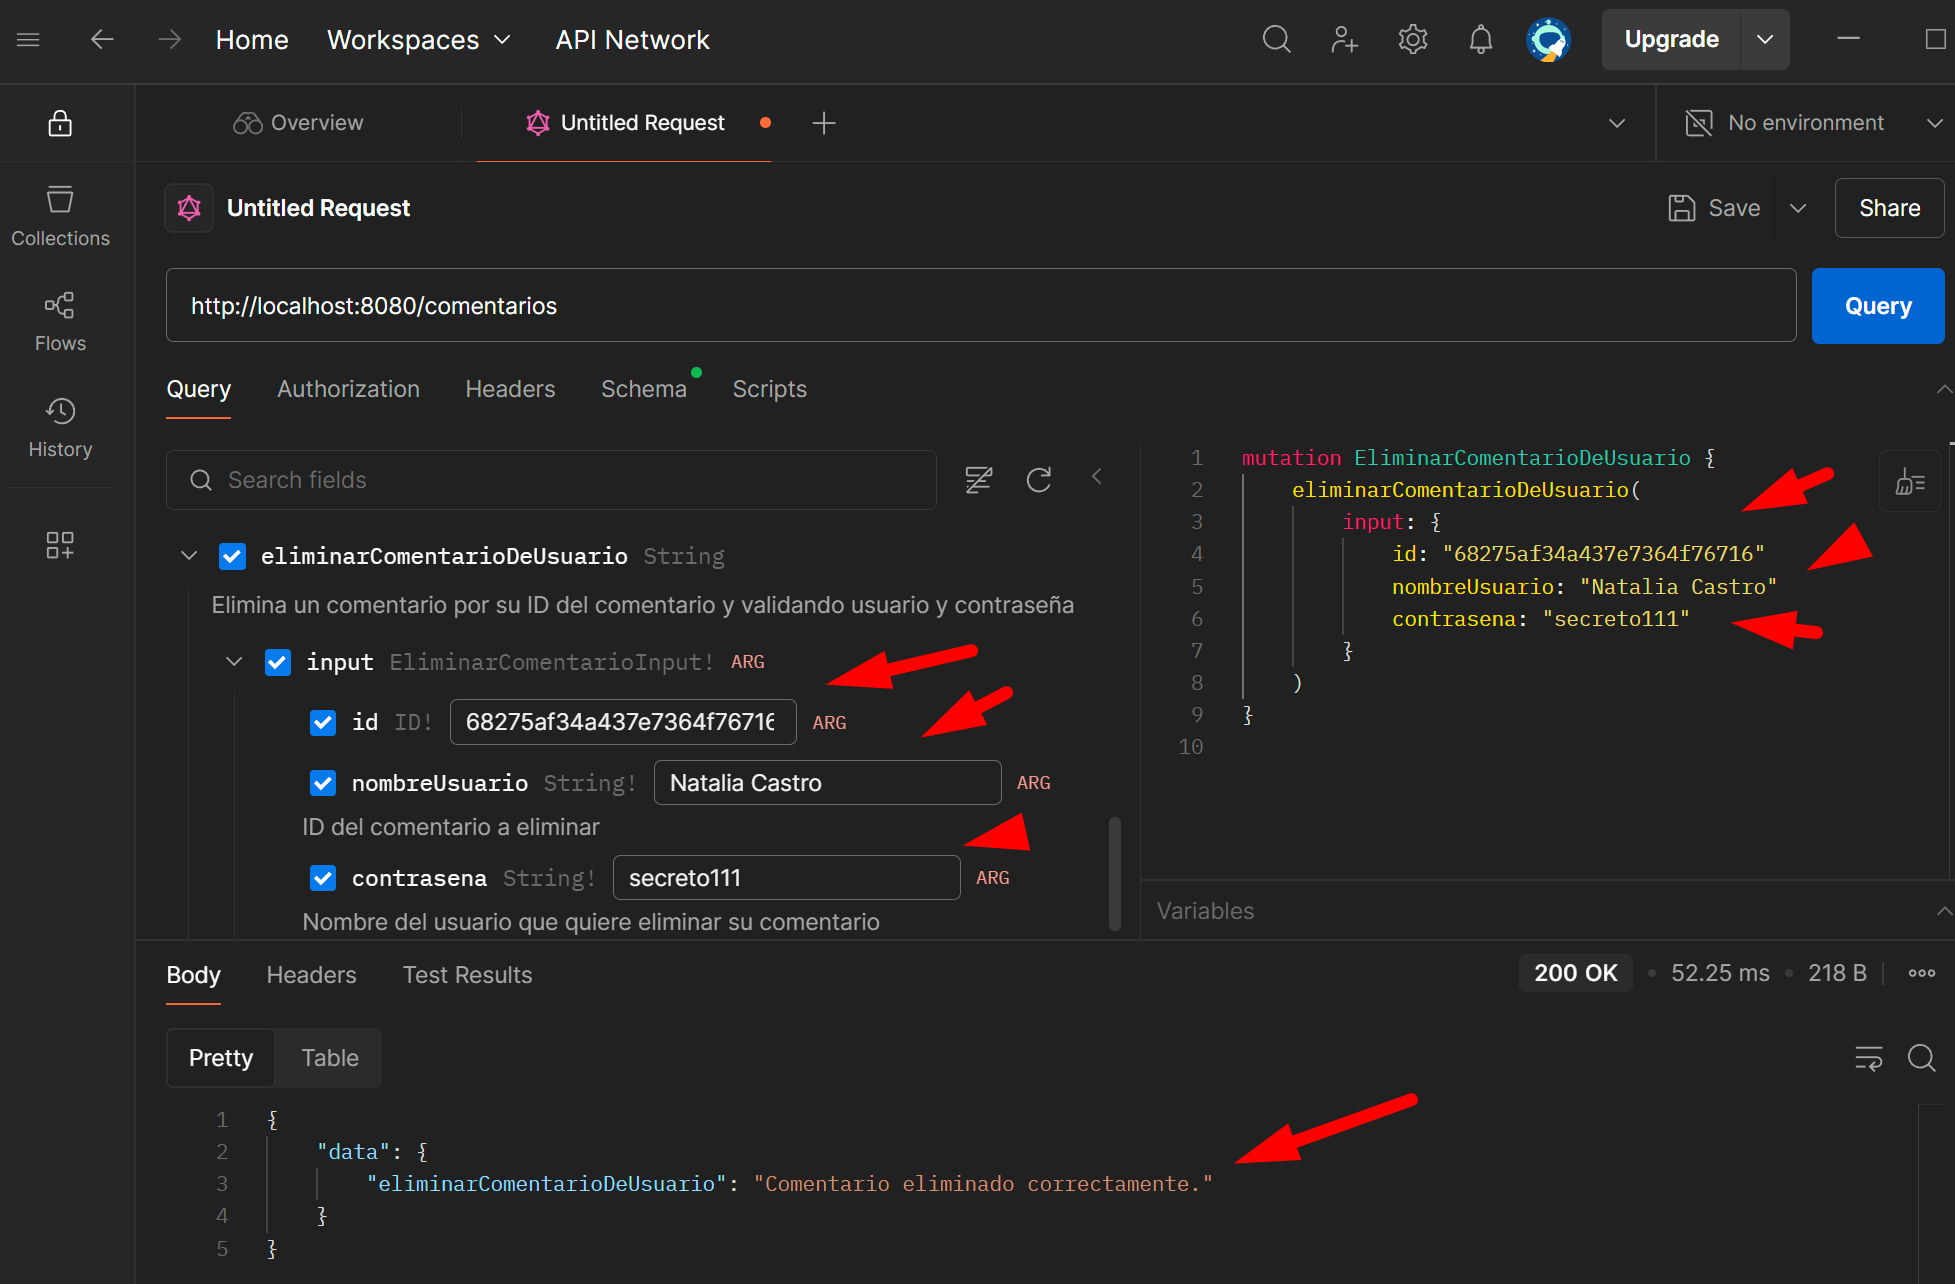 Home Workspaces API Network Upgrade
Overview Untitled Request No environment
Untitled Request Save Share
Collections
Flows
History
http://localhost:8080/comentarios Query
Query Authorization Headers Schema Scripts
Search fields
eliminarComentarioDeUsuario String
Elimina un comentario por su ID del comentario y validando usuario y contraseña
input EliminarComentarioInput! ARG
id ID! 68275af34a437e7364f76716 ARG
nombreUsuario String! Natalia Castro ARG
ID del comentario a eliminar
contrasena String! secreto111 ARG
Nombre del usuario que quiere eliminar su comentario
1 mutation EliminarComentarioDeUsuario {
2 eliminarComentarioDeUsuario(
3 input: {
4 id: "68275af34a437e7364f76716"
5 nombreUsuario: "Natalia Castro"
6 contrasena: "secreto111"
7 }
8 )
9 }
10
Variables
Body Headers Test Results 200 OK • 52.25 ms • 218 B
Pretty Table
1 {
2 "data": {
3 "eliminarComentarioDeUsuario": "Comentario eliminado correctamente."
4 }
5 }